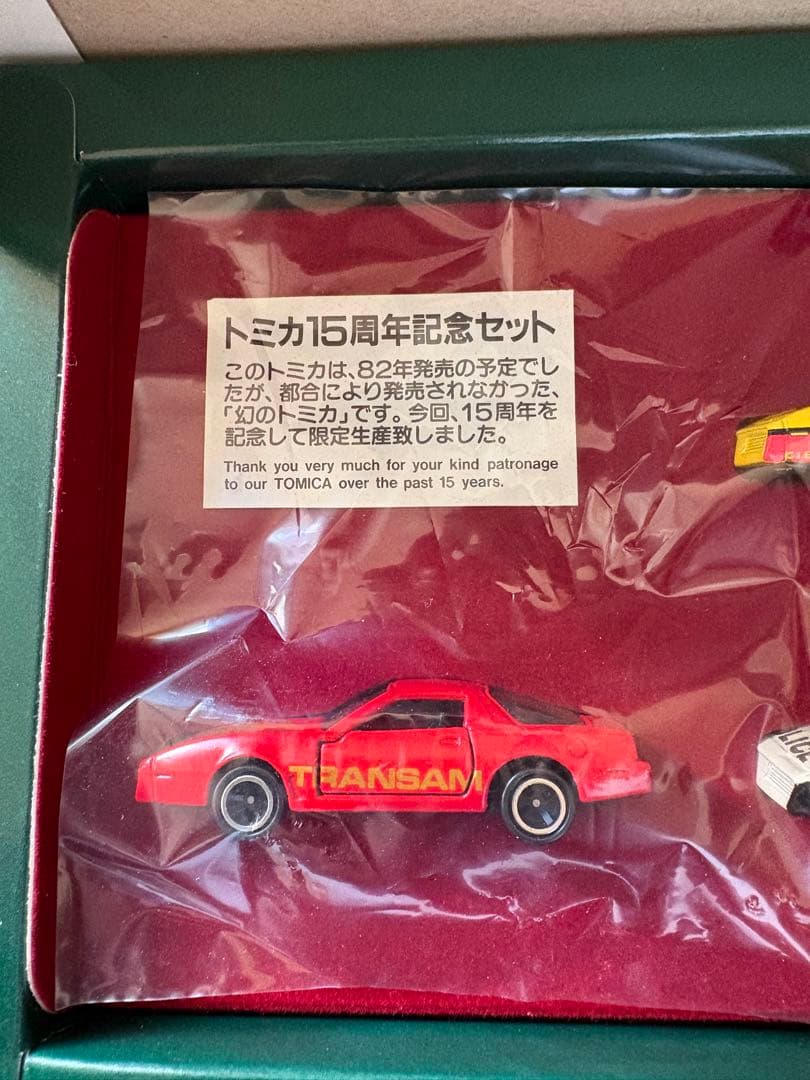 トミカ15周年記念セット
このトミカは、82年発売の予定でし
たが、都合により発売されなかった、
「幻のトミカ」です。今回、15周年を
記念して限定生産致しました。
Thank you very much for your kind patronage
to our TOMICA over the past 15 years.
TRANSAM